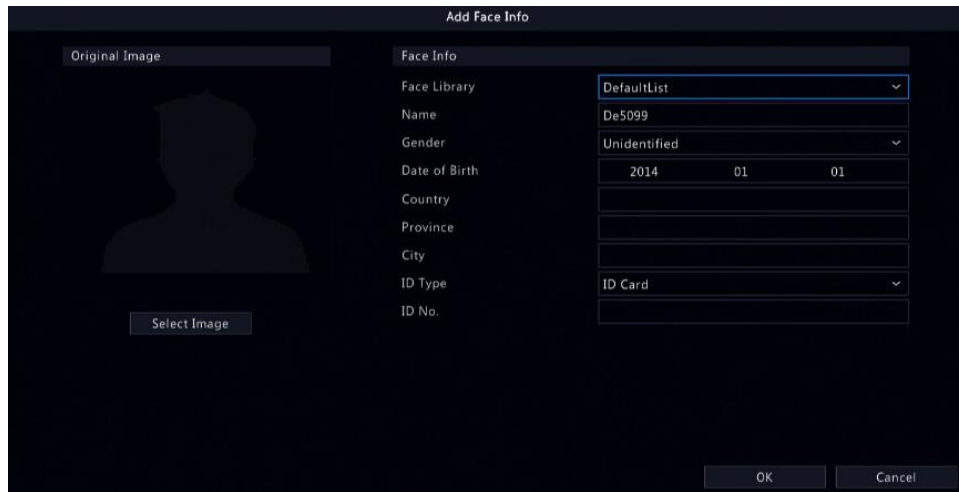 Add Face Info
Original Image
Select Image
Face Info
Face Library DefaultList
Name De5099
Gender Unidentified
Date of Birth 2014 01 01
Country
Province
City
ID Type ID Card
ID No.
OK Cancel